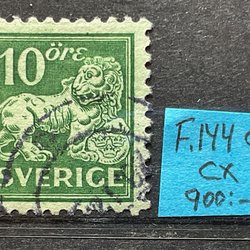 10 öre
SVERIGE
F.144 c
CX
900:-